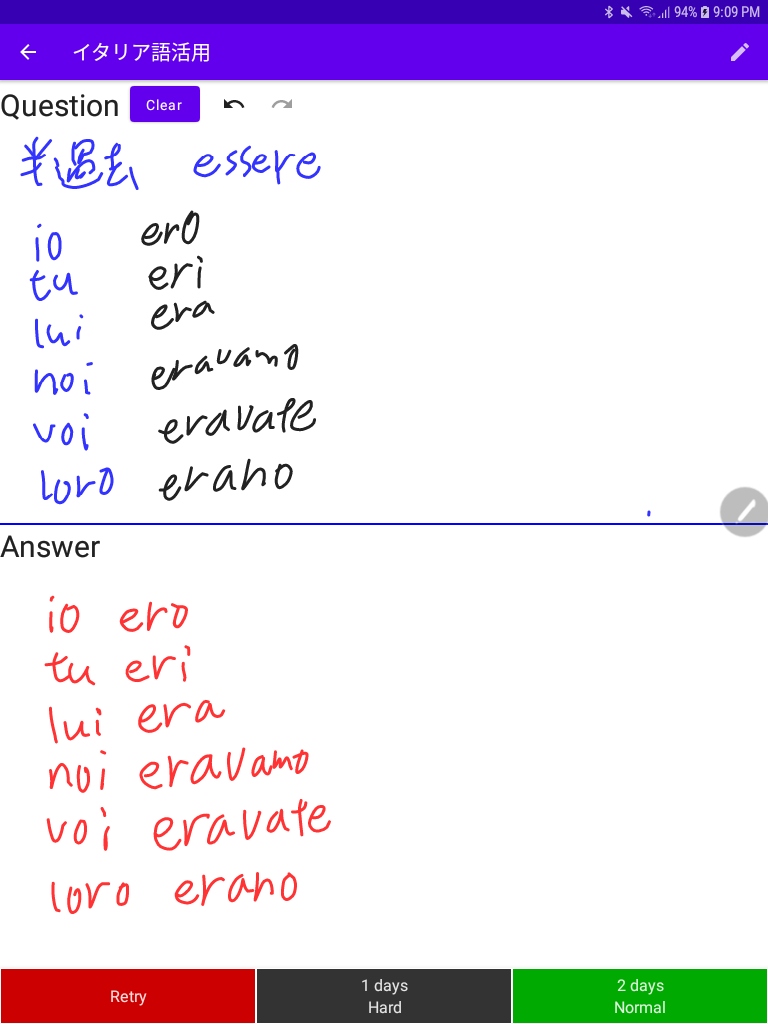 94% 9:09 PM
イタリア語活用
Question Clear
半過去 essere
io ero
tu eri
lui era
noi eravamo
voi eravate
loro erano
Answer
io ero
tu eri
lui era
noi eravamo
voi eravate
loro erano
Retry
1 days
Hard
2 days
Normal